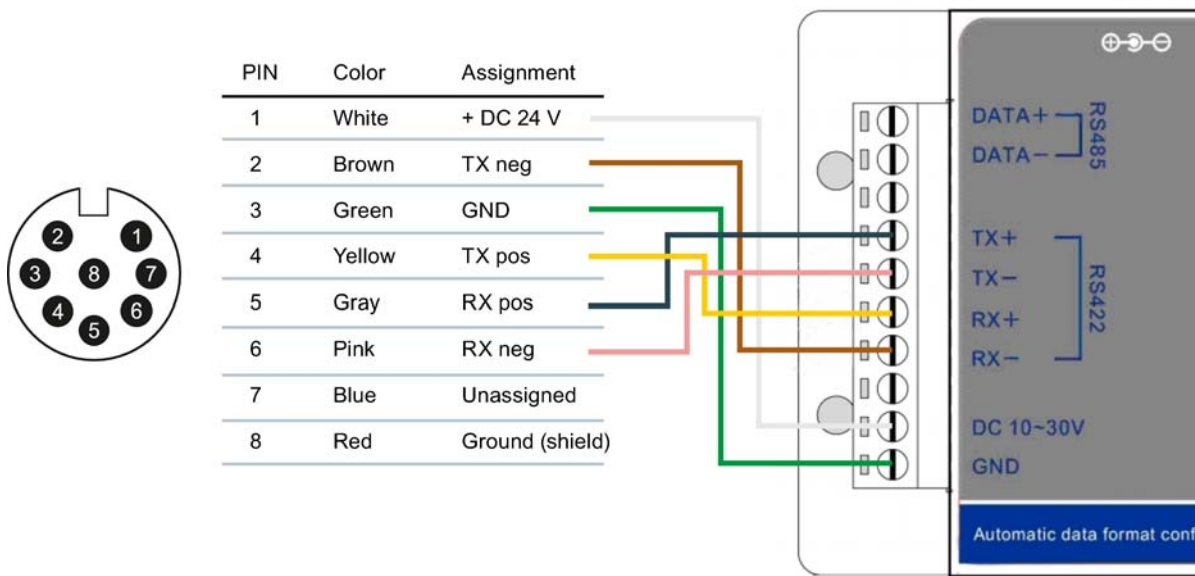 PIN Color Assignment
1 White + DC 24 V
2 Brown TX neg
3 Green GND
4 Yellow TX pos
5 Gray RX pos
6 Pink RX neg
7 Blue Unassigned
8 Red Ground (shield)
2 1
3 8 7
4 6
5
DATA+
DATA−
RS485
TX+
TX−
RX+
RX−
RS422
DC 10~30V
GND
Automatic data format conf